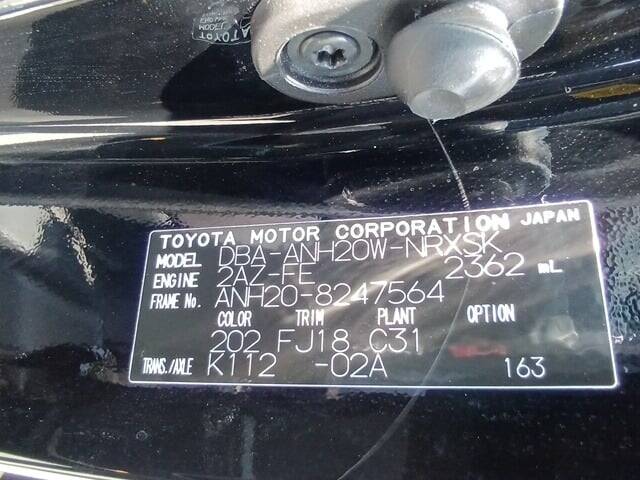 TOYOTA MOTOR CORPORATION JAPAN
MODEL DBA-ANH20W-NRXSK
ENGINE 2AZ-FE 2362 mL
FRAME No. ANH20-8247564
COLOR TRIM PLANT OPTION
202 FJ18 C31
TRANS./AXLE K112 -02A 163